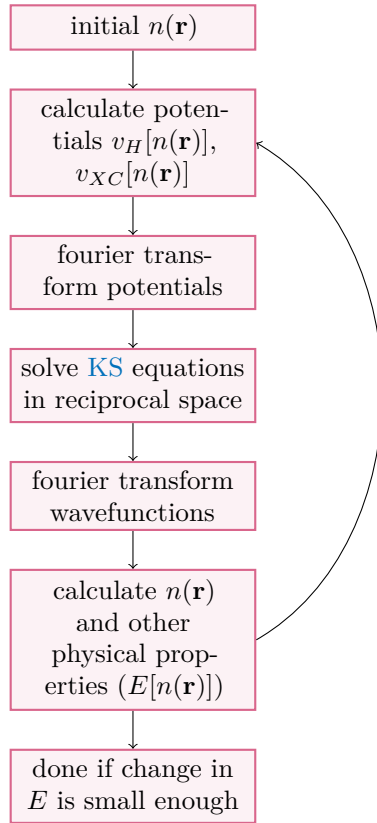 initial n(r)
calculate poten-
tials v_H[n(r)],
v_XC[n(r)]
fourier trans-
form potentials
solve KS equations
in reciprocal space
fourier transform
wavefunctions
calculate n(r)
and other
physical prop-
erties (E[n(r)])
done if change in
E is small enough